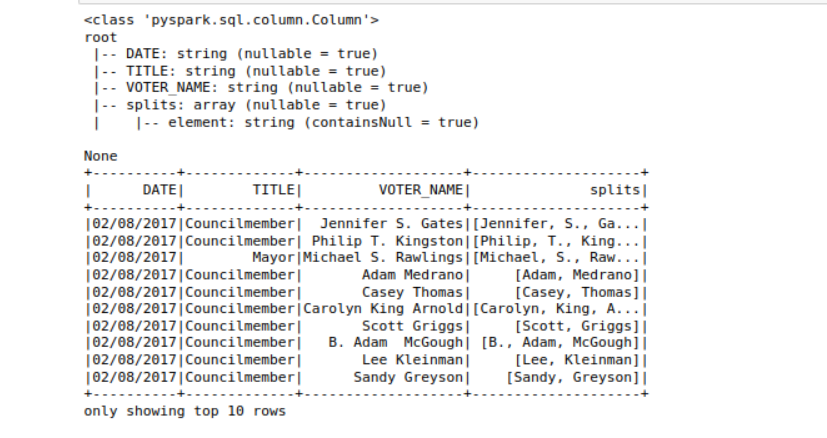 <class 'pyspark.sql.column.Column'>
root
 |-- DATE: string (nullable = true)
 |-- TITLE: string (nullable = true)
 |-- VOTER_NAME: string (nullable = true)
 |-- splits: array (nullable = true)
 |    |-- element: string (containsNull = true)

None
+----------+-------------+-------------------+--------------------+
|      DATE|        TITLE|         VOTER_NAME|              splits|
+----------+-------------+-------------------+--------------------+
|02/08/2017|Councilmember|  Jennifer S. Gates|[Jennifer, S., Ga...|
|02/08/2017|Councilmember| Philip T. Kingston|[Philip, T., King...|
|02/08/2017|        Mayor|Michael S. Rawlings|[Michael, S., Raw...|
|02/08/2017|Councilmember|       Adam Medrano|     [Adam, Medrano]|
|02/08/2017|Councilmember|       Casey Thomas|     [Casey, Thomas]|
|02/08/2017|Councilmember|Carolyn King Arnold|[Carolyn, King, A...|
|02/08/2017|Councilmember|       Scott Griggs|     [Scott, Griggs]|
|02/08/2017|Councilmember|   B. Adam  McGough| [B., Adam, McGough]|
|02/08/2017|Councilmember|       Lee Kleinman|     [Lee, Kleinman]|
|02/08/2017|Councilmember|      Sandy Greyson|    [Sandy, Greyson]|
+----------+-------------+-------------------+--------------------+
only showing top 10 rows